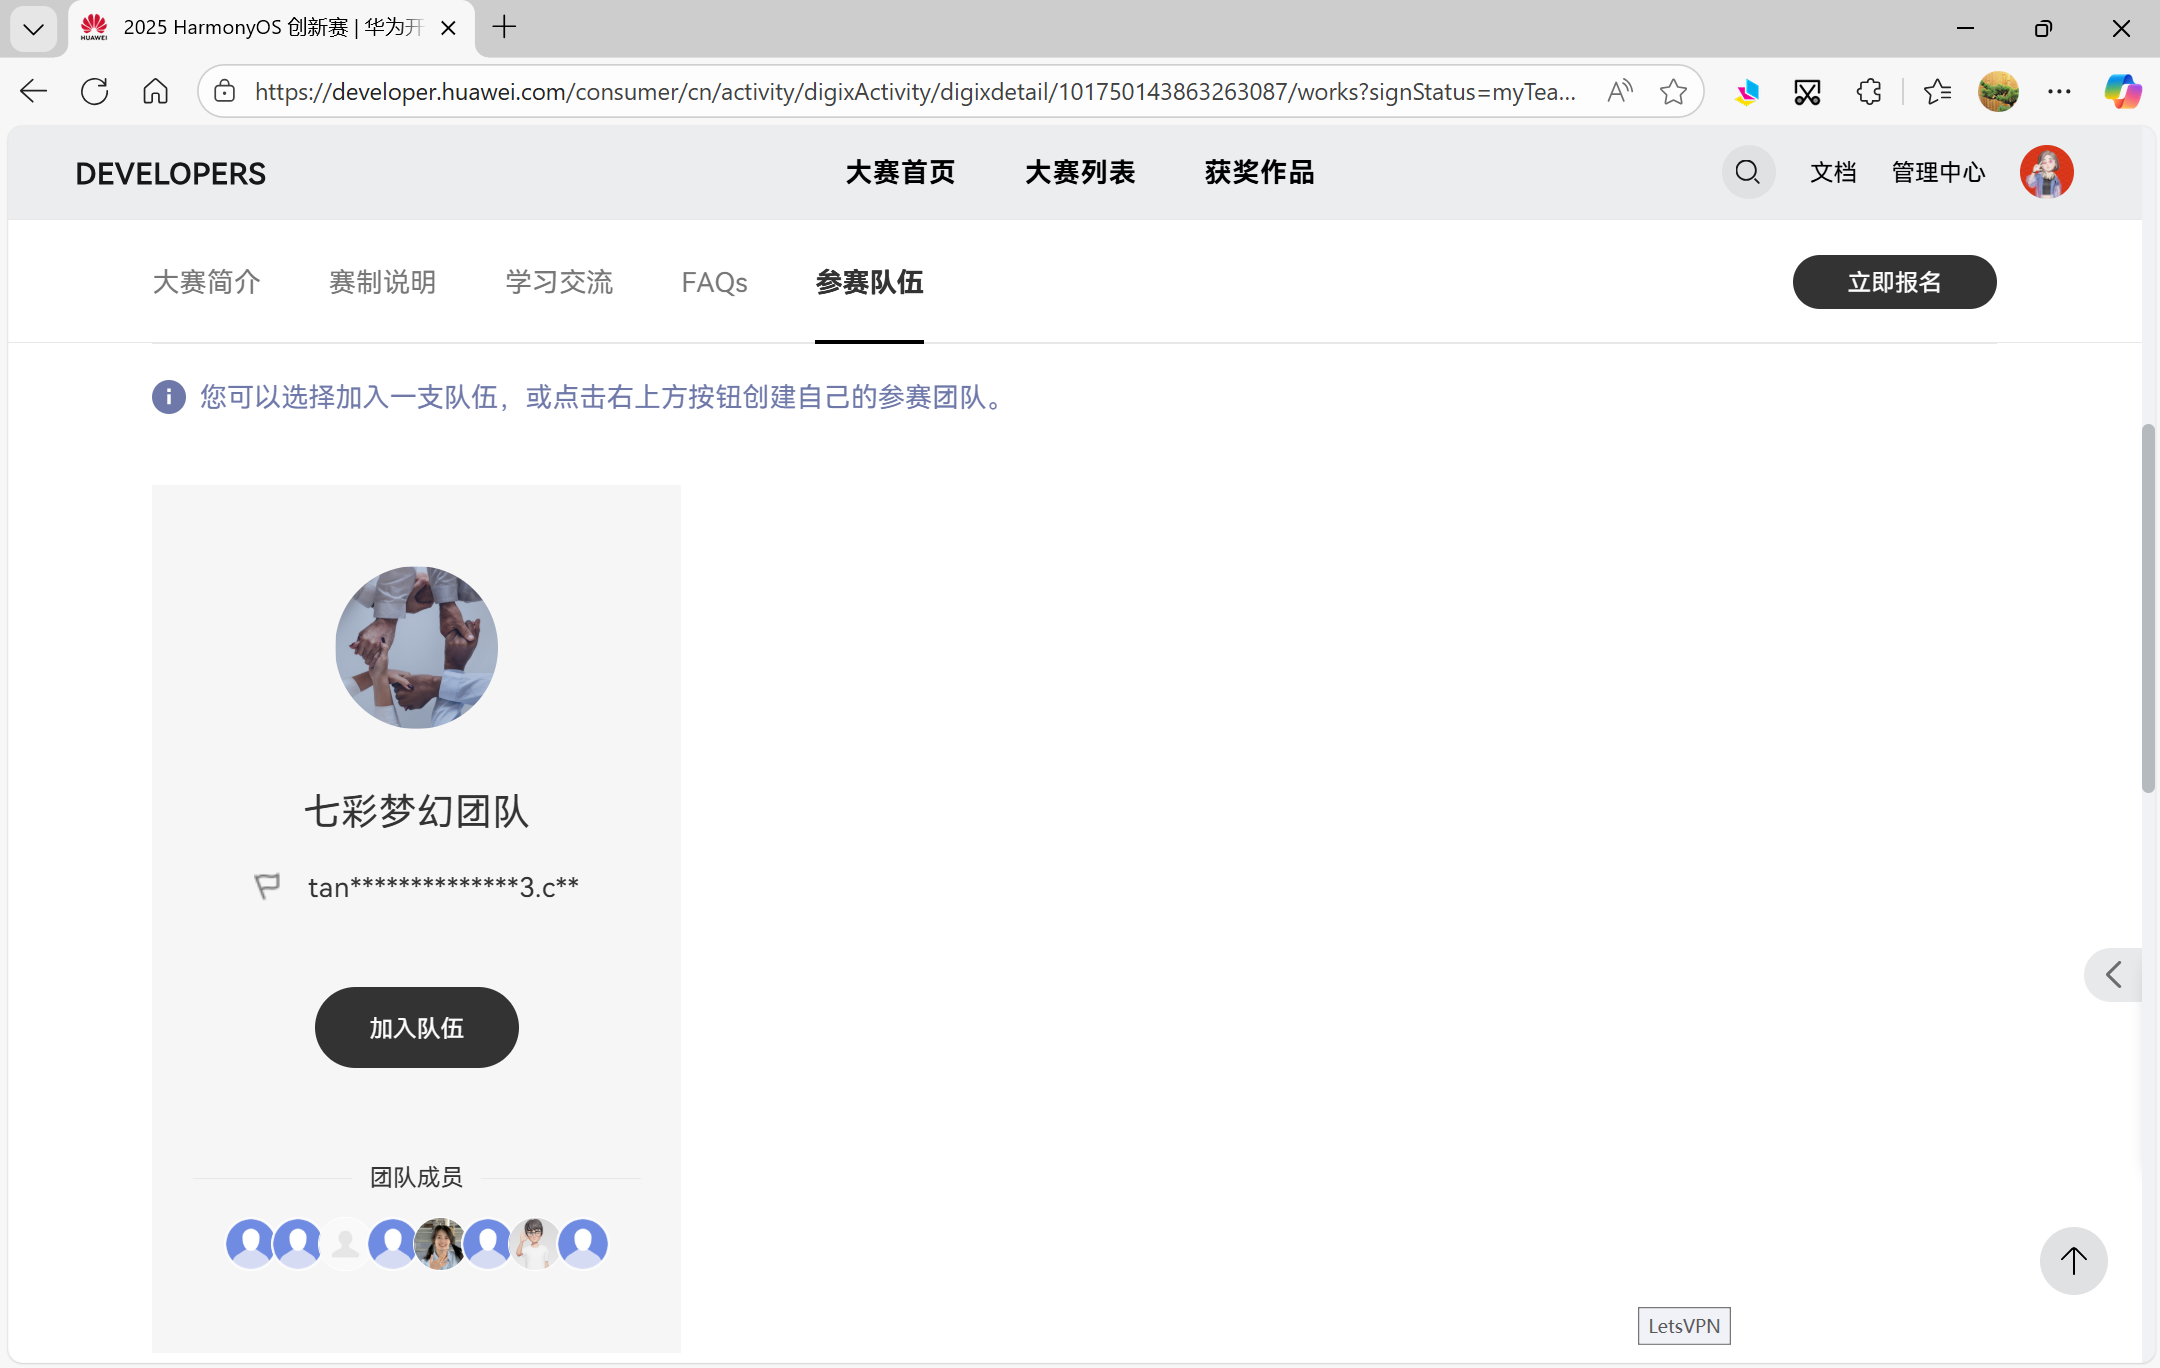 2025 HarmonyOS 创新赛 | 华为开
HUAWEI
https://developer.huawei.com/consumer/cn/activity/digixActivity/digixdetail/101750143863263087/works?signStatus=myTea...
DEVELOPERS
大赛首页
大赛列表
获奖作品
文档
管理中心
大赛简介
赛制说明
学习交流
FAQs
参赛队伍
立即报名
您可以选择加入一支队伍，或点击右上方按钮创建自己的参赛团队。
七彩梦幻团队
tan**************3.c**
加入队伍
团队成员
LetsVPN